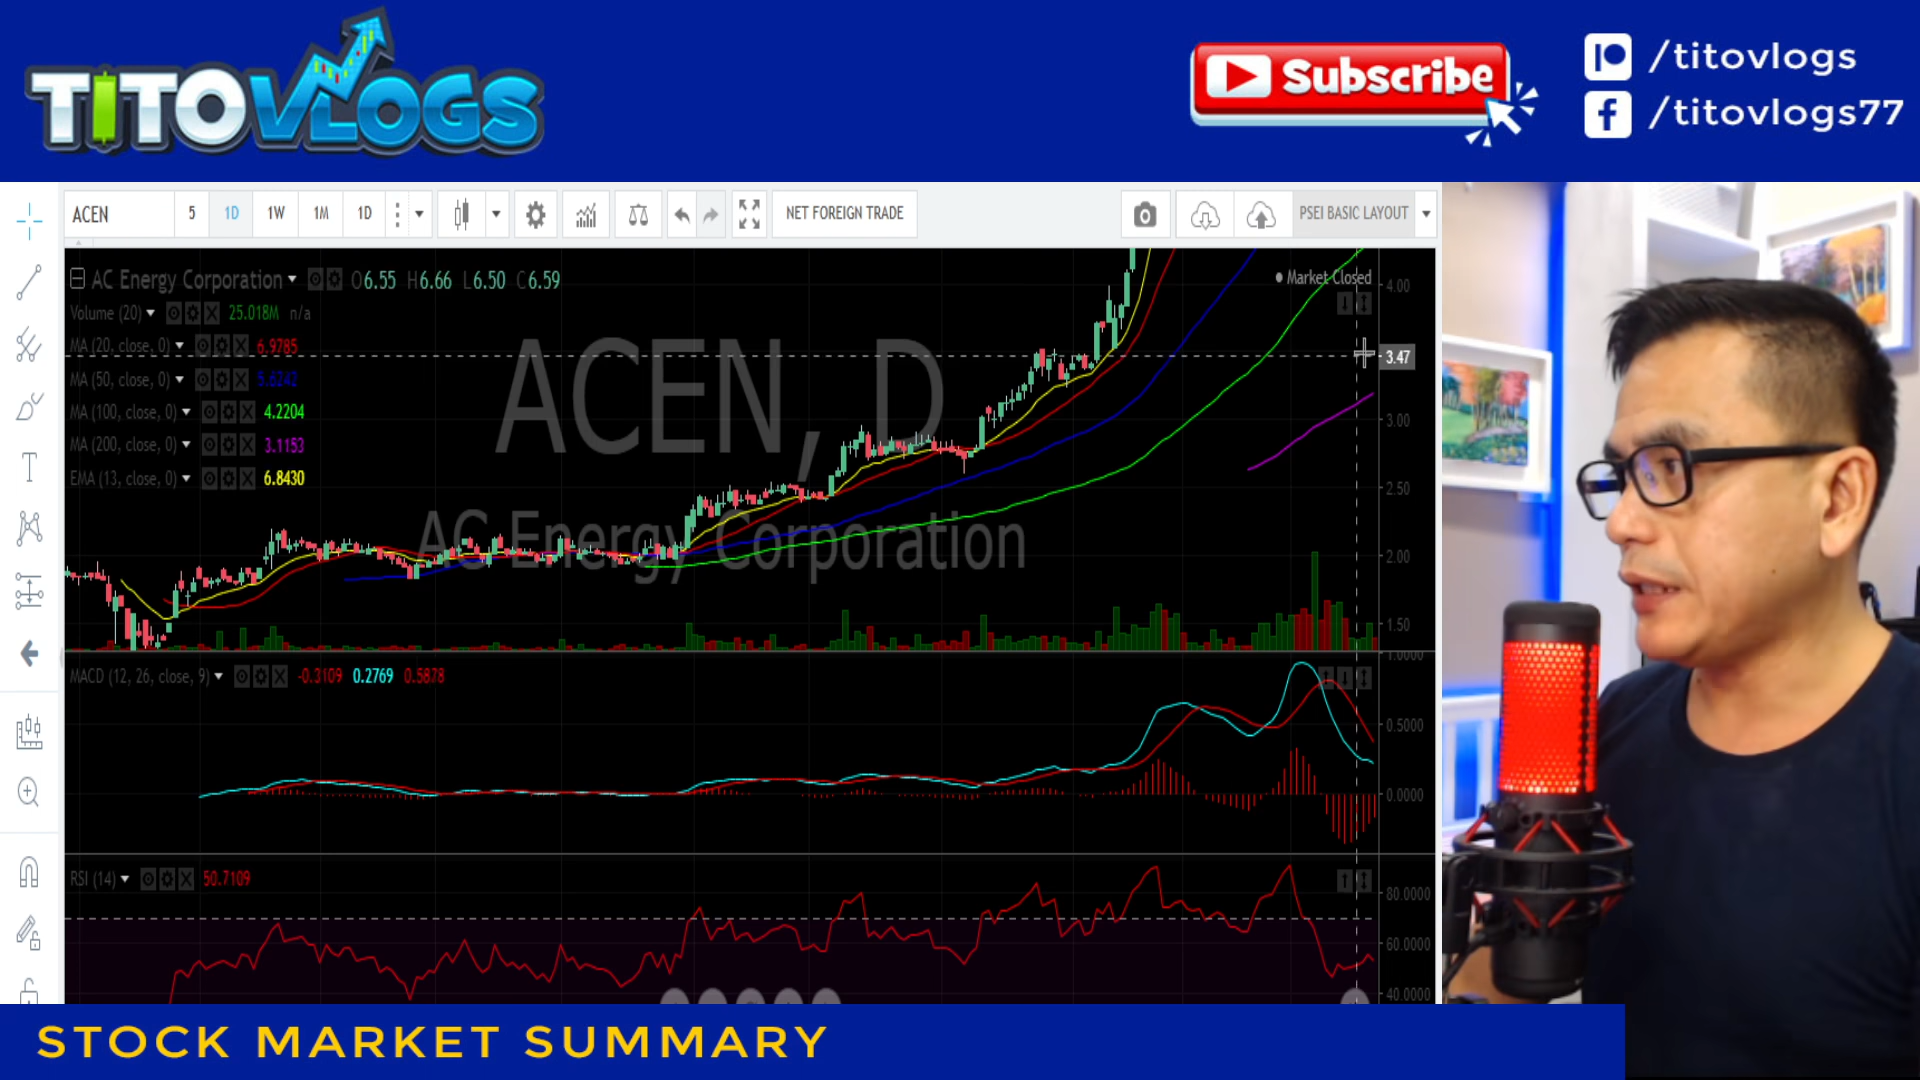 TITOVLOGS
Subscribe
/titovlogs
/titovlogs77
ACEN 5 1D 1W 1M 1D NET FOREIGN TRADE PSEI BASIC LAYOUT
AC Energy Corporation O6.55 H6.66 L6.50 C6.59
Market Closed
Volume (20) 25.018M n/a
MA (20, close, 0) 6.9785
MA (50, close, 0) 5.6242
MA (100, close, 0) 4.2204
MA (200, close, 0) 3.1153
EMA (13, close, 0) 6.8430
ACEN, D
AC Energy Corporation
4.00
3.47
3.00
2.50
2.00
1.50
1.0000
MACD (12, 26, close, 9) -0.3109 0.2769 0.5878
0.5000
0.0000
RSI (14) 50.7109
80.0000
60.0000
40.0000
STOCK MARKET SUMMARY